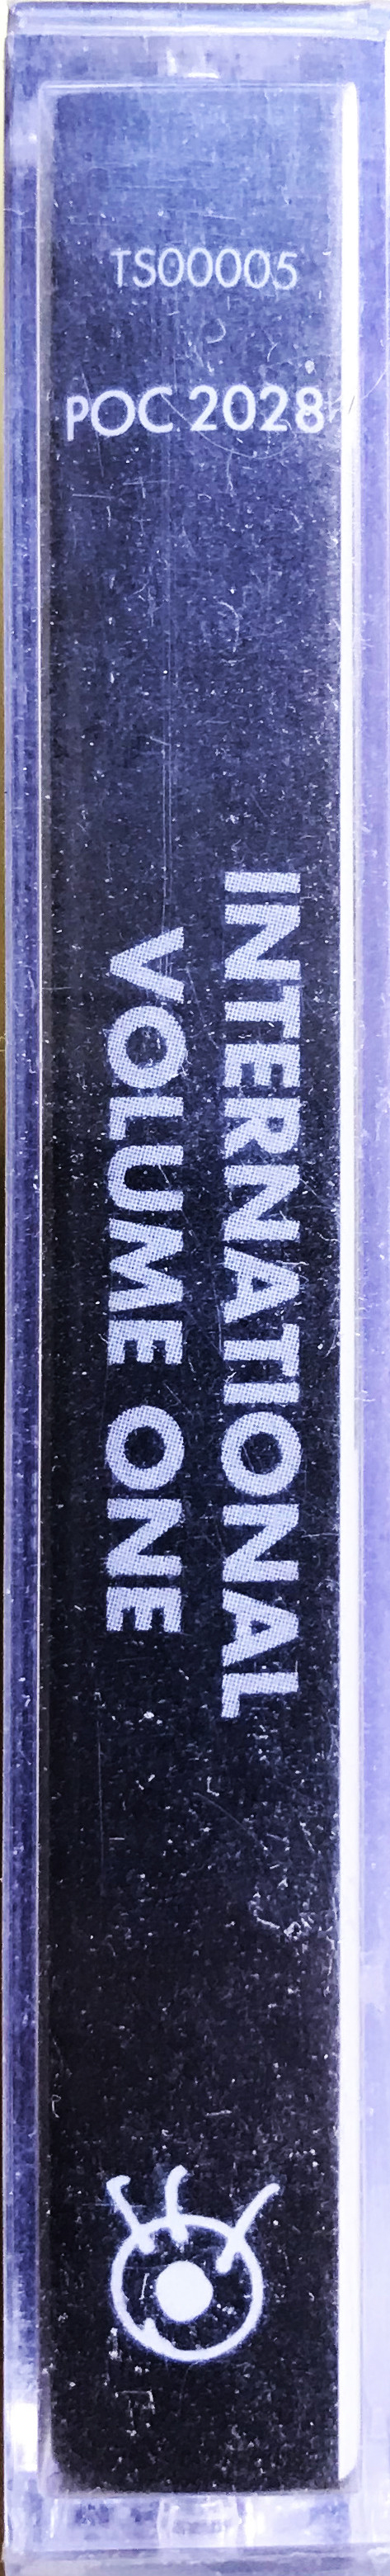 TS00005
POC 2028
INTERNATIONAL
VOLUME ONE